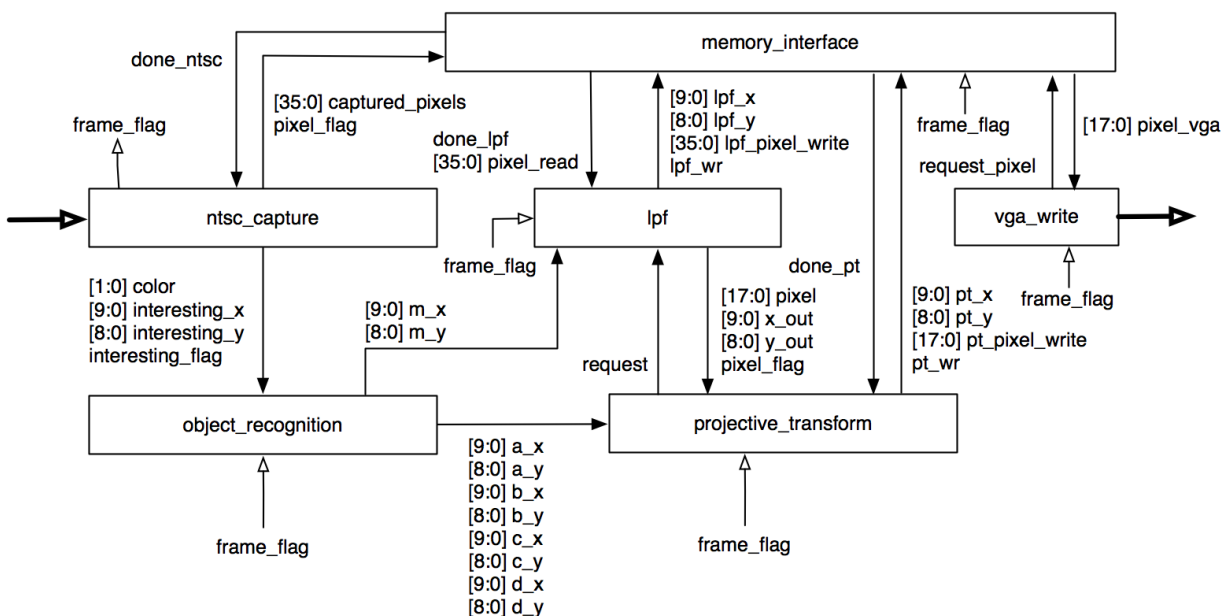 memory_interface
done_ntsc
[35:0] captured_pixels
pixel_flag
frame_flag
done_lpf
[35:0] pixel_read
[9:0] lpf_x
[8:0] lpf_y
[35:0] lpf_pixel_write
lpf_wr
frame_flag
[17:0] pixel_vga
request_pixel
ntsc_capture
lpf
vga_write
frame_flag
done_pt
frame_flag
[1:0] color
[9:0] interesting_x
[8:0] interesting_y
interesting_flag
[9:0] m_x
[8:0] m_y
request
[17:0] pixel
[9:0] x_out
[8:0] y_out
pixel_flag
[9:0] pt_x
[8:0] pt_y
[17:0] pt_pixel_write
pt_wr
object_recognition
projective_transform
[9:0] a_x
[8:0] a_y
[9:0] b_x
[8:0] b_y
[9:0] c_x
[8:0] c_y
[9:0] d_x
[8:0] d_y
frame_flag
frame_flag